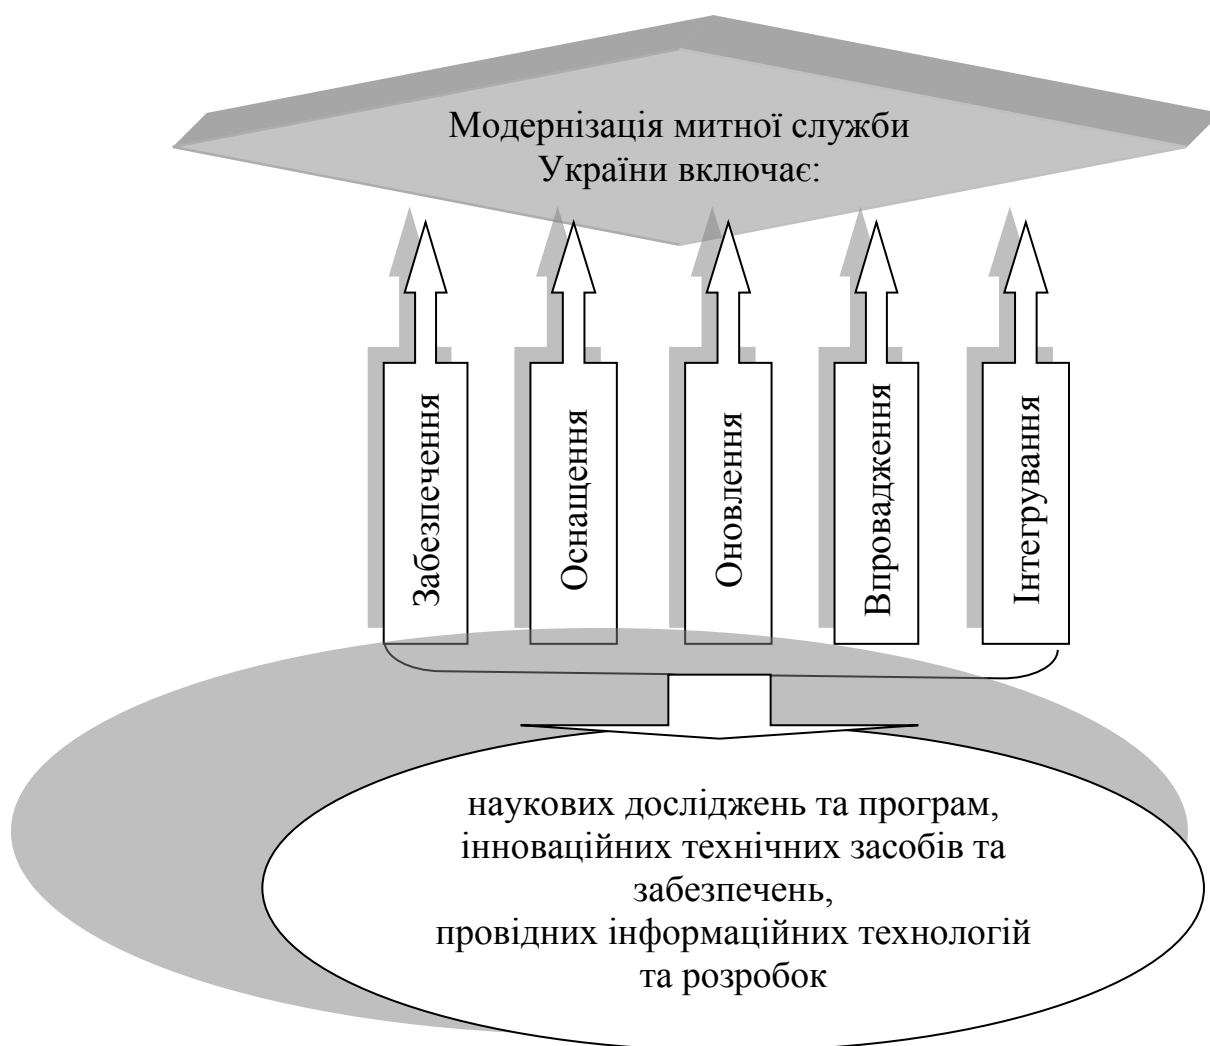 Модернізація митної служби
України включає:
Забезпечення
Оснащення
Оновлення
Впровадження
Інтегрування
наукових досліджень та програм,
інноваційних технічних засобів та
забезпечень,
провідних інформаційних технологій
та розробок